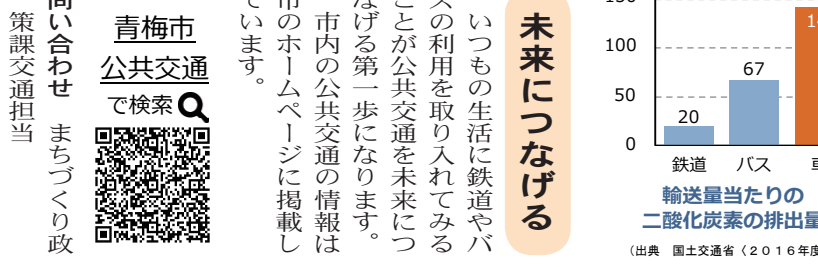 未来につなげる
いつもの生活に鉄道やバ
スの利用を取り入れてみる
ことが公共交通を未来につ
なげる第一歩になります。
市内の公共交通の情報は
市のホームページに掲載し
ています。
青梅市
公共交通
で検索
問い合わせ　まちづくり政
策課交通担当
100
50
0
20
67
鉄道
バス
輸送量当たりの
二酸化炭素の排出量
(出典　国土交通省〈2016年度